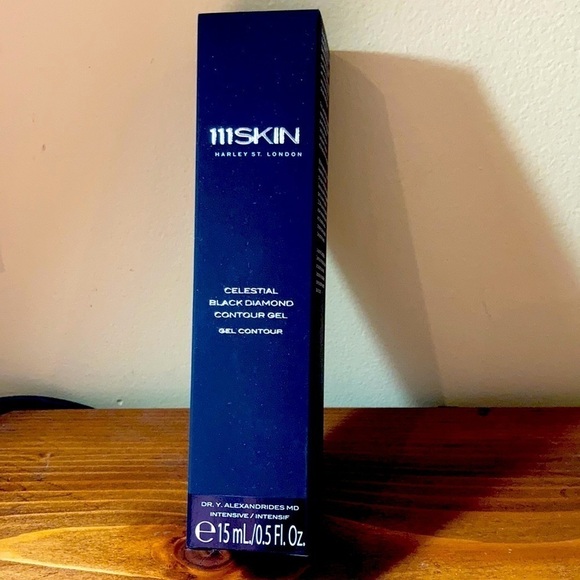 111SKIN
HARLEY ST. LONDON
CELESTIAL
BLACK DIAMOND
CONTOUR GEL
GEL CONTOUR
DR. Y. ALEXANDRIDES MD
INTENSIVE / INTENSIF
℮15 mL/0.5 Fl. Oz.